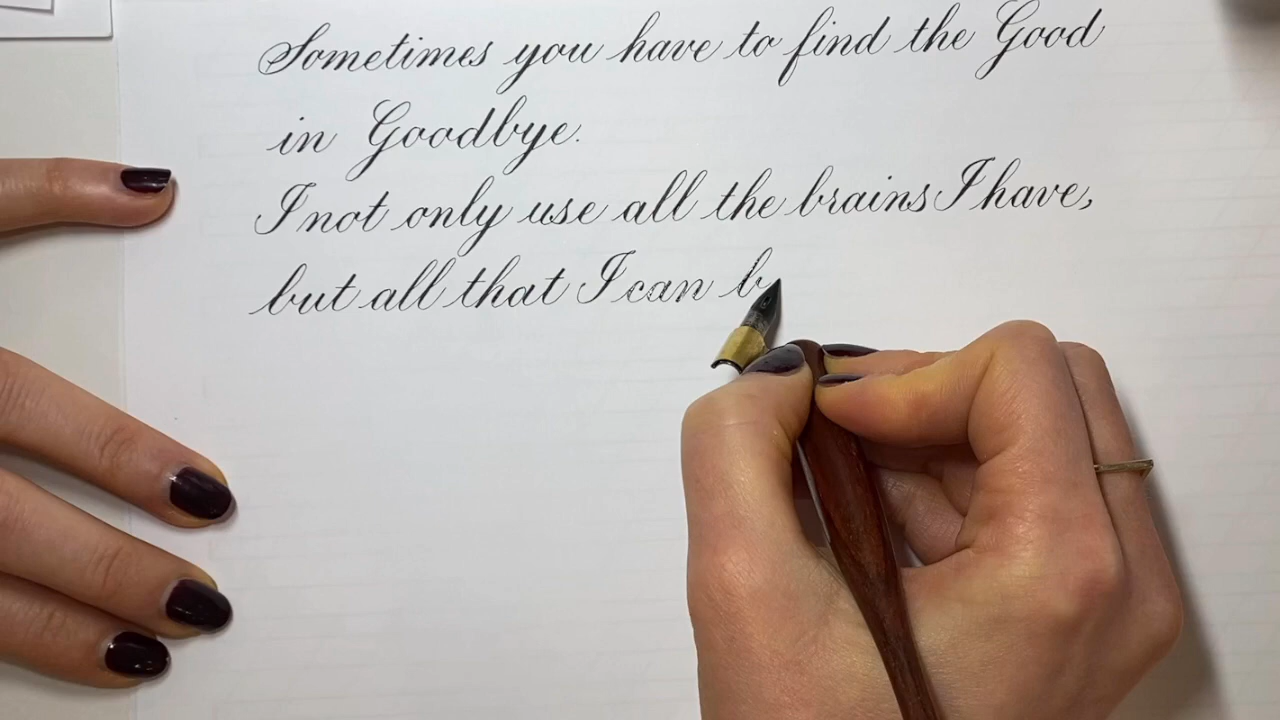 Sometimes you have to find the Good
in Goodbye.
I not only use all the brains I have,
but all that I can b